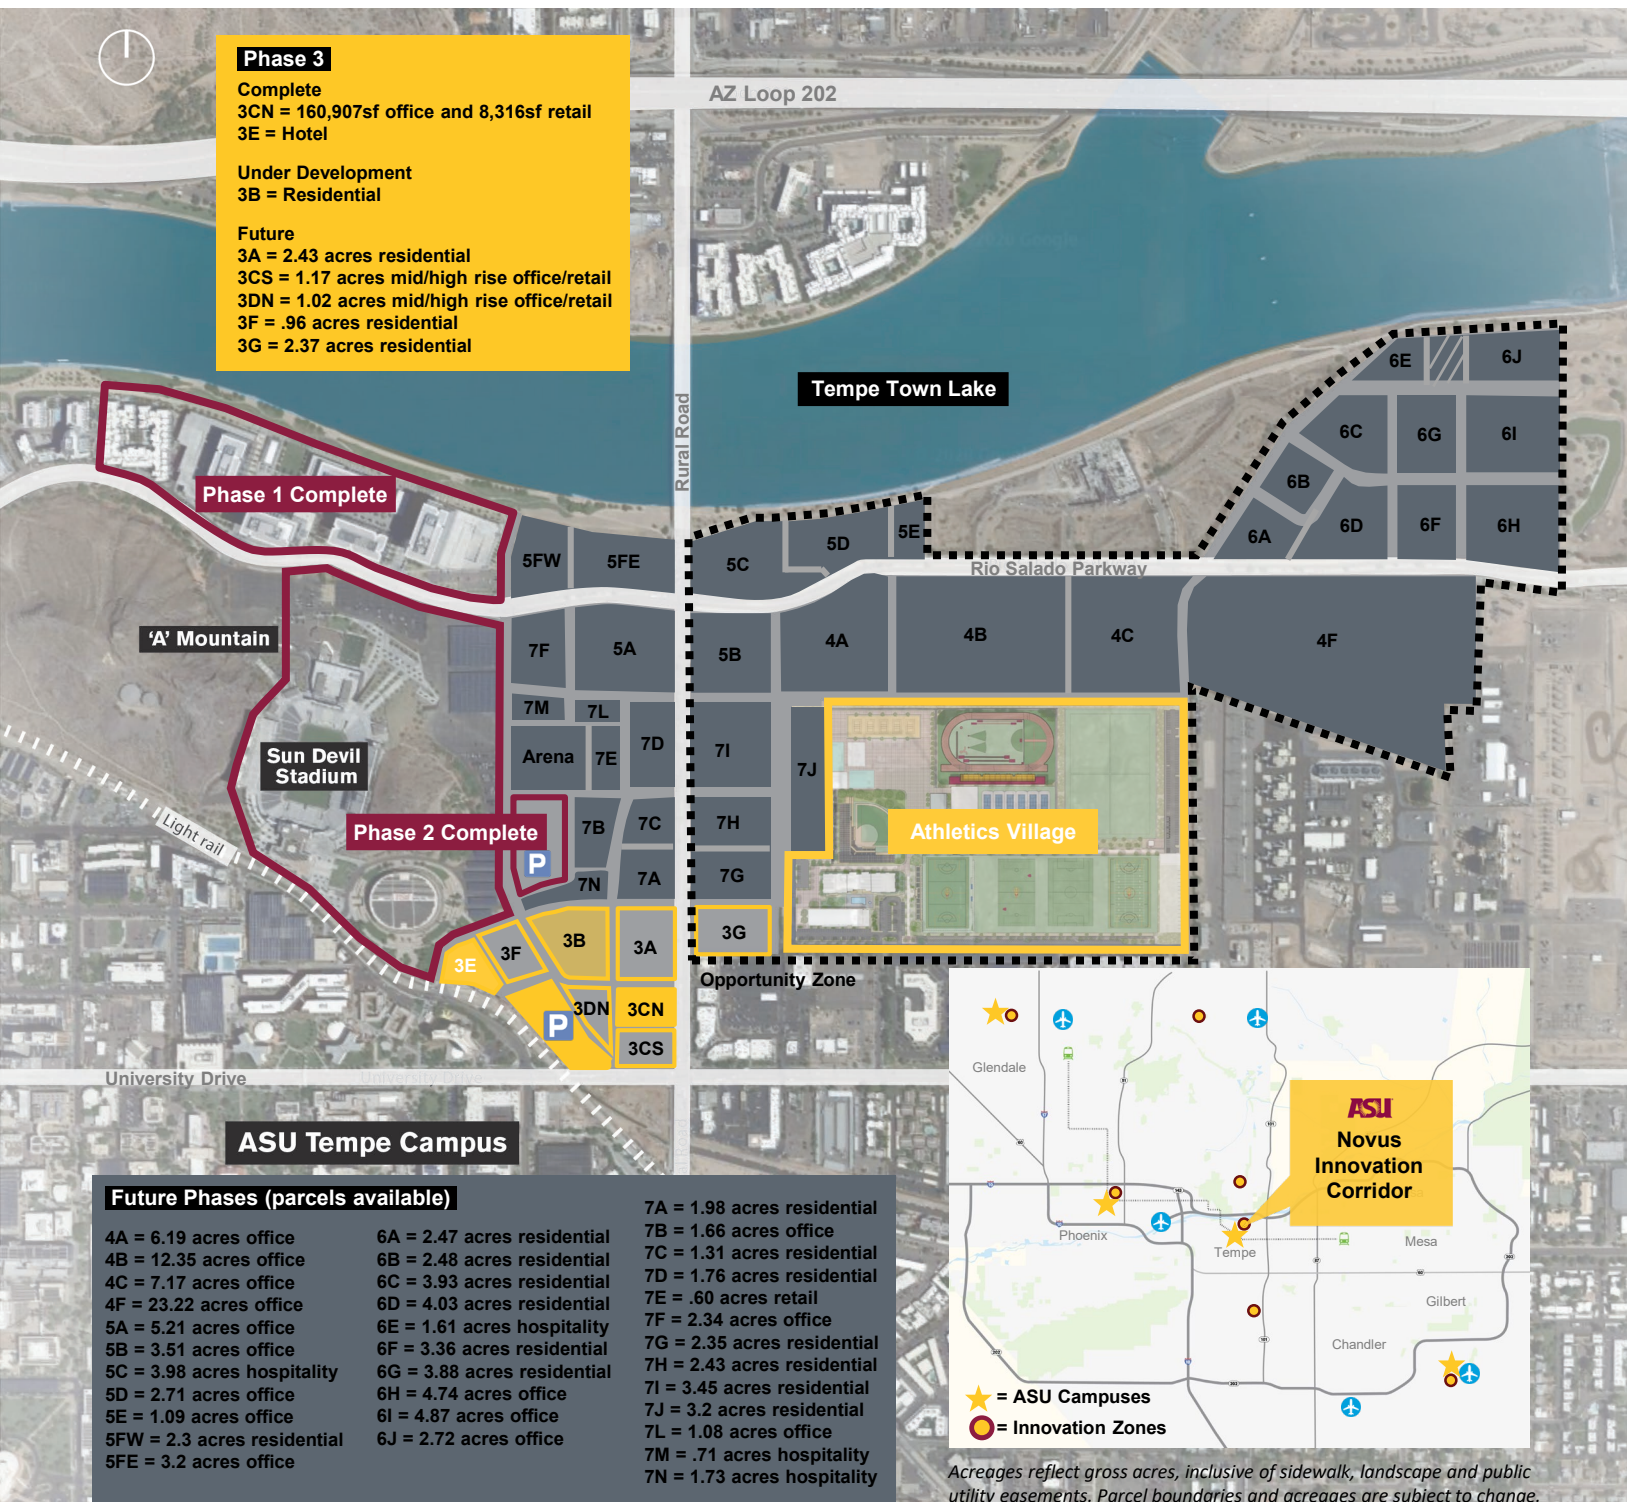 Phase 3
Complete
3CN = 160,907sf office and 8,316sf retail
3E = Hotel
Under Development
3B = Residential
Future
3A = 2.43 acres residential
3CS = 1.17 acres mid/high rise office/retail
3DN = 1.02 acres mid/high rise office/retail
3F = .96 acres residential
3G = 2.37 acres residential
AZ Loop 202
Tempe Town Lake
Rural Road
Phase 1 Complete
6E
6J
6C
6G
6I
6B
6A
6D
6F
6H
5FW
5FE
5C
5D
5E
Rio Salado Parkway
'A' Mountain
7F
5A
5B
4A
4B
4C
4F
7M
7L
Arena
7E
7D
7I
7J
Sun Devil
Stadium
Light rail
Phase 2 Complete
P
7B
7C
7H
7N
7A
7G
Athletics Village
3E
3F
3B
3A
3G
Opportunity Zone
P
3DN
3CN
3CS
University Drive
University Drive
ASU Tempe Campus
Future Phases (parcels available)
4A = 6.19 acres office
4B = 12.35 acres office
4C = 7.17 acres office
4F = 23.22 acres office
5A = 5.21 acres office
5B = 3.51 acres office
5C = 3.98 acres hospitality
5D = 2.71 acres office
5E = 1.09 acres office
5FW = 2.3 acres residential
5FE = 3.2 acres office
6A = 2.47 acres residential
6B = 2.48 acres residential
6C = 3.93 acres residential
6D = 4.03 acres residential
6E = 1.61 acres hospitality
6F = 3.36 acres residential
6G = 3.88 acres residential
6H = 4.74 acres office
6I = 4.87 acres office
6J = 2.72 acres office
7A = 1.98 acres residential
7B = 1.66 acres office
7C = 1.31 acres residential
7D = 1.76 acres residential
7E = .60 acres retail
7F = 2.34 acres office
7G = 2.35 acres residential
7H = 2.43 acres residential
7I = 3.45 acres residential
7J = 3.2 acres residential
7L = 1.08 acres office
7M = .71 acres hospitality
7N = 1.73 acres hospitality
Glendale
Phoenix
Tempe
Mesa
Gilbert
Chandler
ASU
Novus
Innovation
Corridor
= ASU Campuses
= Innovation Zones
Acreages reflect gross acres, inclusive of sidewalk, landscape and public
utility easements. Parcel boundaries and acreages are subject to change.